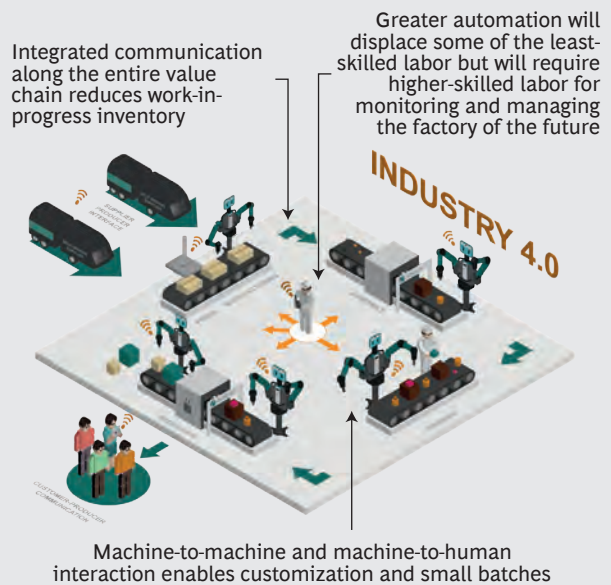 Integrated communication
along the entire value
chain reduces work-in-
progress inventory
Greater automation will
displace some of the least-
skilled labor but will require
higher-skilled labor for
monitoring and managing
the factory of the future
INDUSTRY 4.0
SUPPLIER
PRODUCER
INTERFACE
CUSTOMER-PRODUCER
COMMUNICATION
Machine-to-machine and machine-to-human
interaction enables customization and small batches